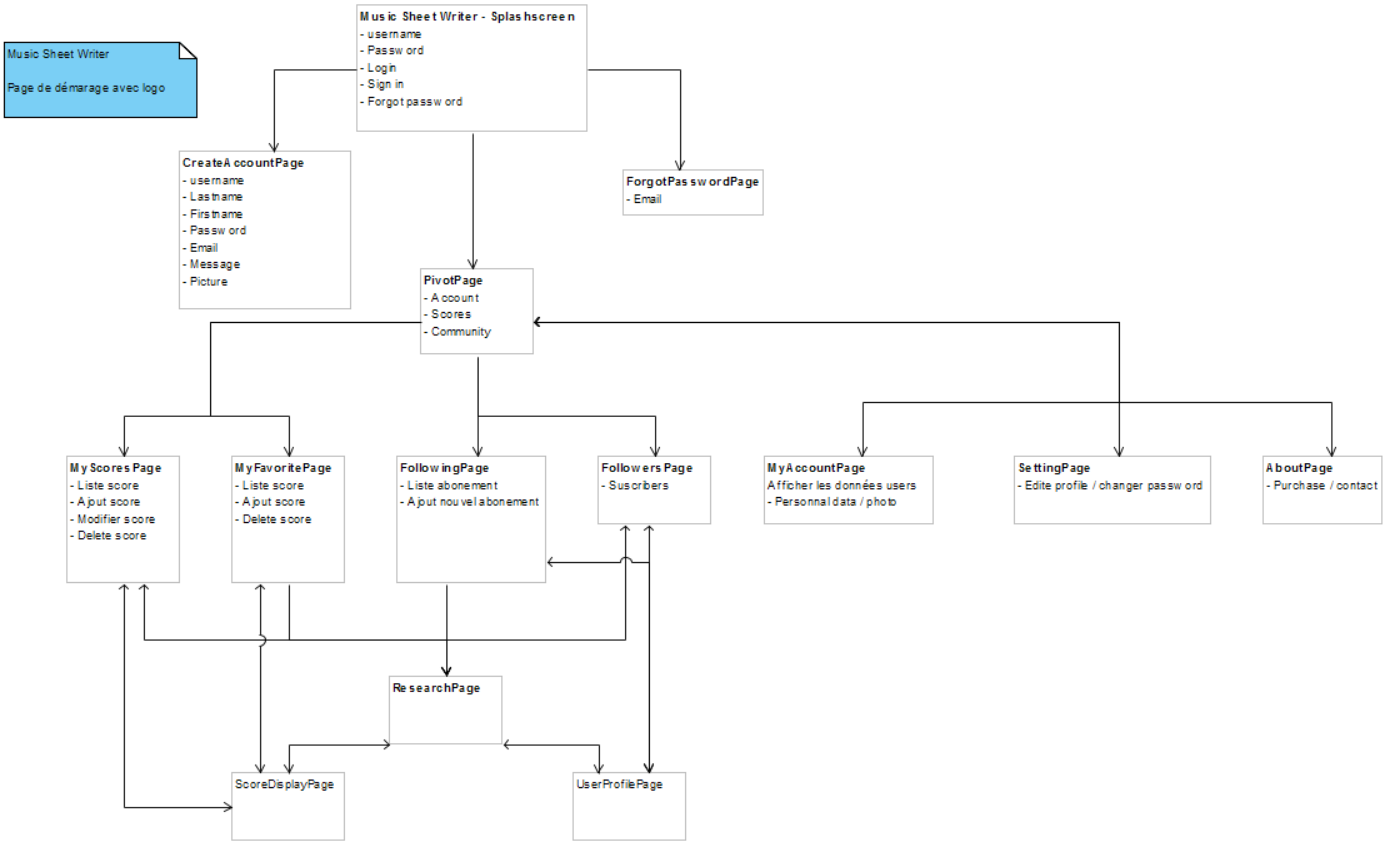 Music Sheet Writer - Splashscreen
- username
- Password
- Login
- Sign in
- Forgot password
Music Sheet Writer
Page de démarage avec logo
CreateAccountPage
- username
- Lastname
- Firstname
- Password
- Email
- Message
- Picture
ForgotPasswordPage
- Email
PivotPage
- Account
- Scores
- Community
MyScoresPage
- Liste score
- Ajout score
- Modifier score
- Delete score
MyFavoritePage
- Liste score
- Ajout score
- Delete score
FollowingPage
- Liste abonement
- Ajout nouvel abonement
FollowersPage
- Suscribers
MyAccountPage
Afficher les données users
- Personnal data / photo
SettingPage
- Edite profile / changer password
AboutPage
- Purchase / contact
ResearchPage
ScoreDisplayPage
UserProfilePage